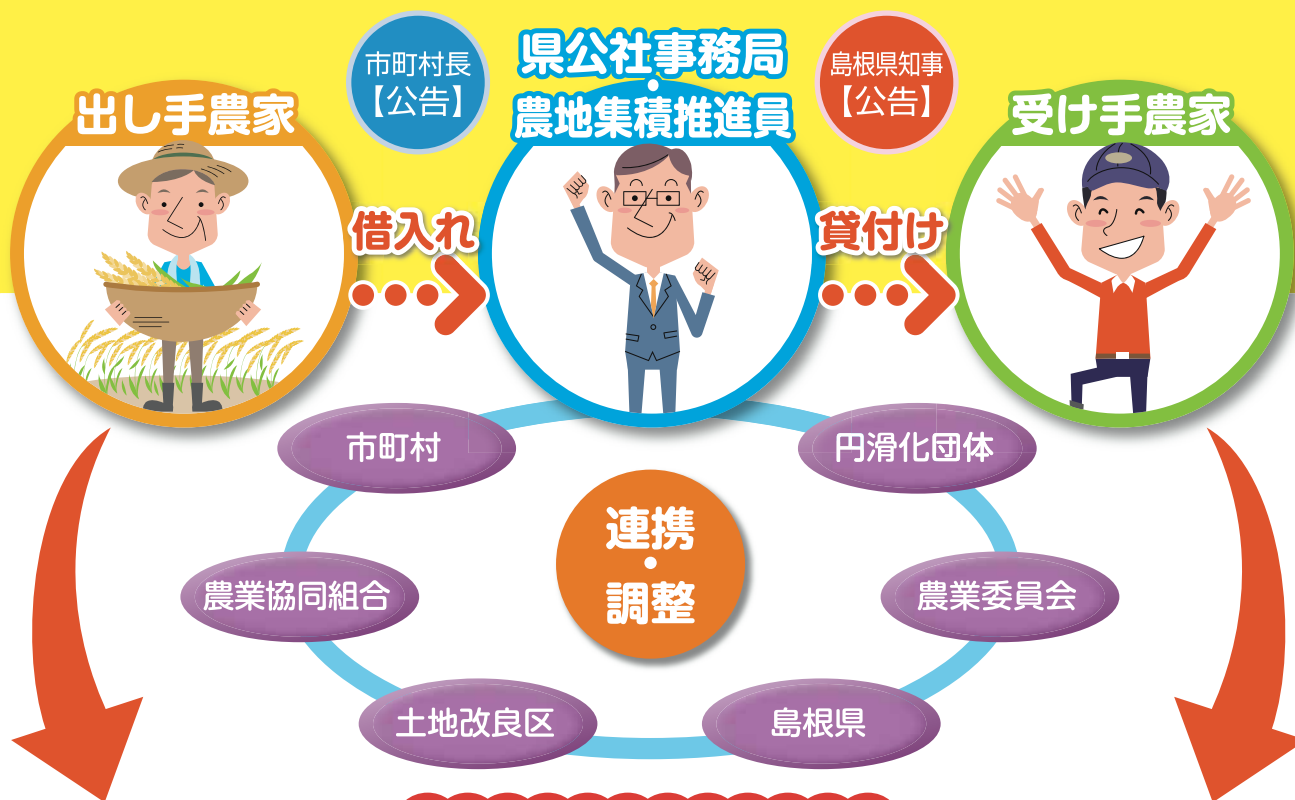 出し手農家
市町村長
【公告】
県公社事務局
・
農地集積推進員
島根県知事
【公告】
受け手農家
借入れ
貸付け
市町村
円滑化団体
連携
・
調整
農業協同組合
農業委員会
土地改良区
島根県